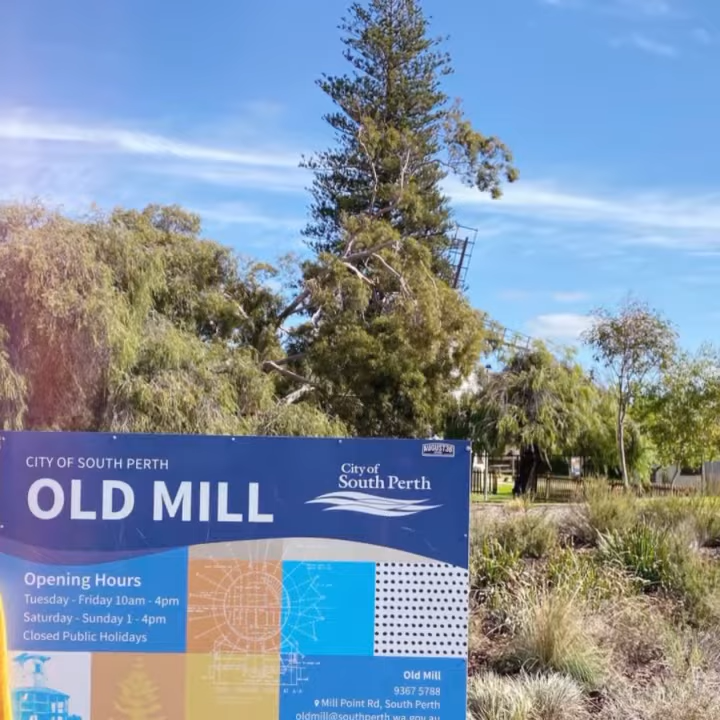 CITY OF SOUTH PERTH
OLD MILL
City of
South Perth
Opening Hours
Tuesday - Friday 10am - 4pm
Saturday - Sunday 1 - 4pm
Closed Public Holidays
Old Mill
9367 5788
Mill Point Rd, South Perth
oldmill@southperth.wa.gov.au